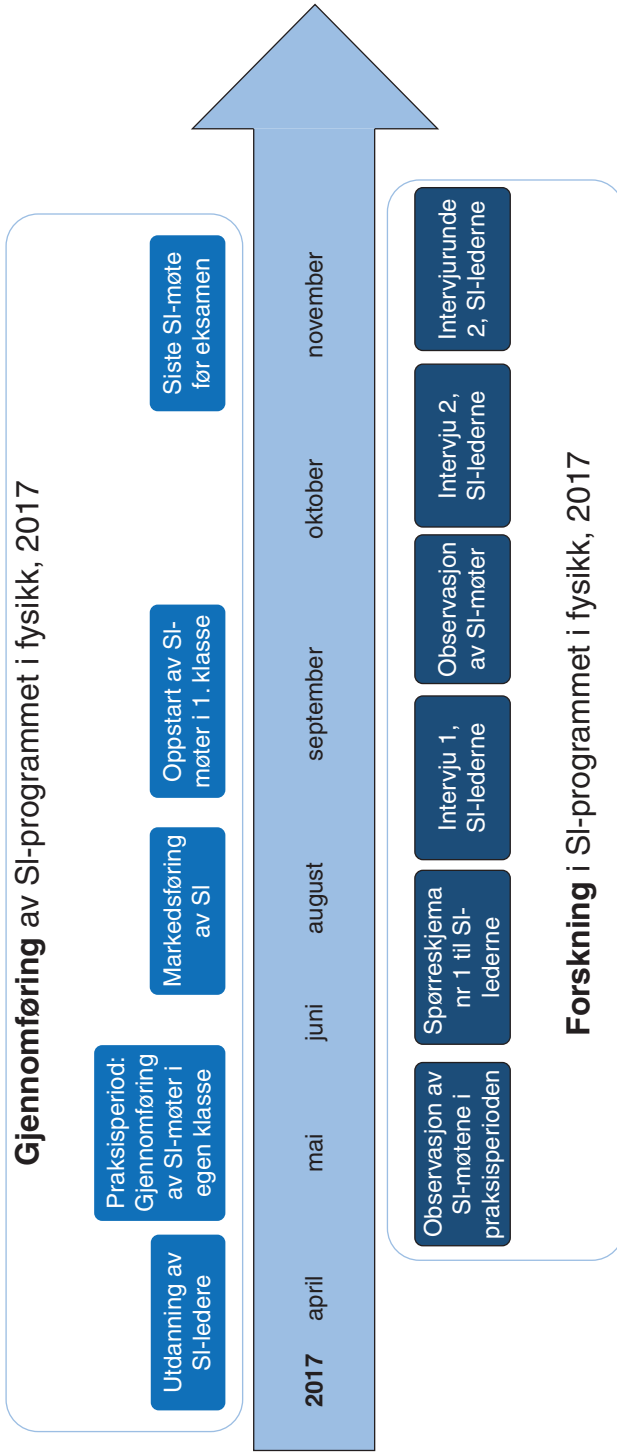 Gjennomføring av SI-programmet i fysikk, 2017
Utdanning av
SI-ledere
Praksisperiod:
Gjennomføring
av SI-møter i
egen klasse
Markedsføring
av SI
Oppstart av SI-
møter i 1. klasse
Siste SI-møte
før eksamen
2017 april mai juni august september oktober november
Observasjon av
SI-møtene i
praksisperioden
Spørreskjema
nr 1 til SI-
lederne
Intervju 1,
SI-lederne
Observasjon
av SI-møter
Intervju 2,
SI-lederne
Intervjurunde
2, SI-lederne
Forskning i SI-programmet i fysikk, 2017